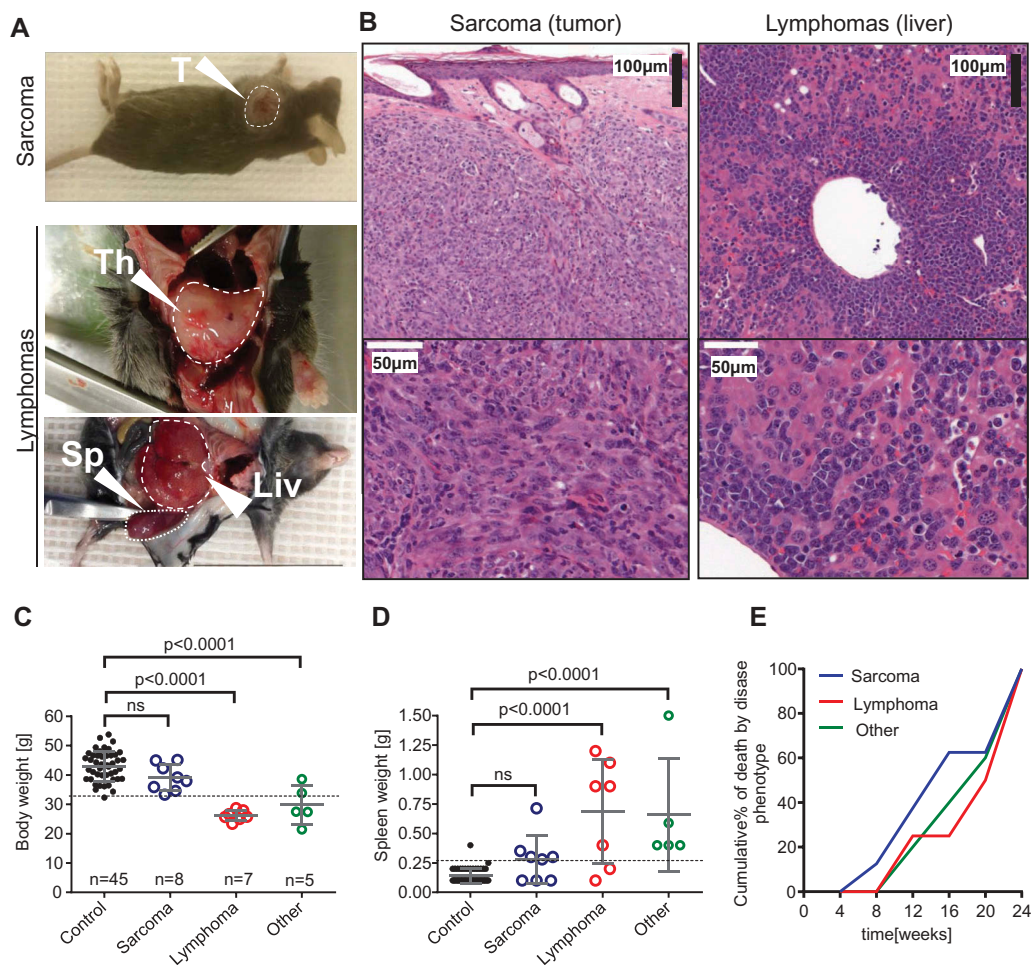 A
Sarcoma
T
Lymphomas
Th
Sp
Liv
B
Sarcoma (tumor)
Lymphomas (liver)
100µm
100µm
50µm
50µm
C
p<0.0001
p<0.0001
ns
Body weight [g]
60
50
40
30
20
10
0
n=45
n=8
n=7
n=5
Control
Sarcoma
Lymphoma
Other
D
p<0.0001
p<0.0001
ns
Spleen weight [g]
1.50
1.25
1.00
0.75
0.50
0.25
0.00
Control
Sarcoma
Lymphoma
Other
E
Cumulative% of death by disase
phenotype
100
80
60
40
20
0
Sarcoma
Lymphoma
Other
0
4
8
12
16
20
24
time[weeks]